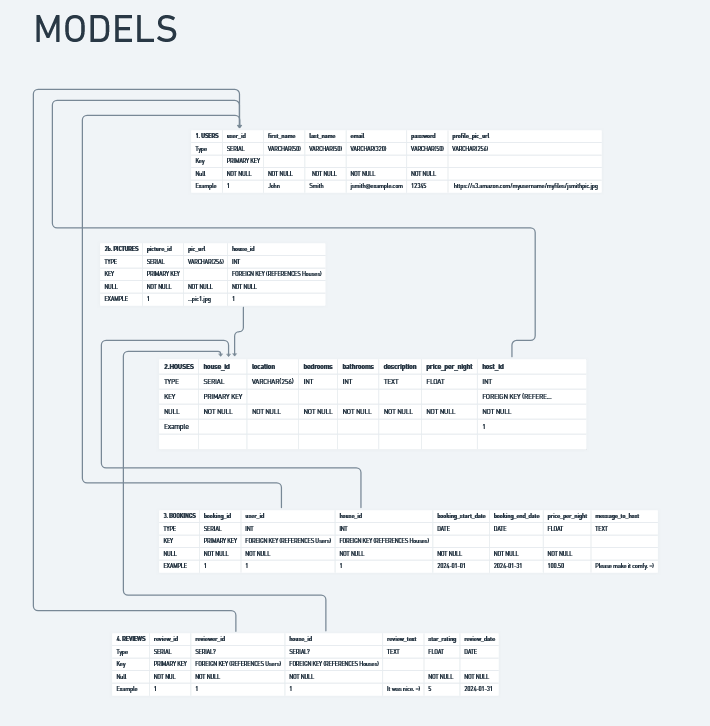 MODELS
1. USERS user_id first_name last_name email password profile_pic_url
Type SERIAL VARCHAR(50) VARCHAR(50) VARCHAR(320) VARCHAR(50) VARCHAR(256)
Key PRIMARY KEY
Null NOT NULL NOT NULL NOT NULL NOT NULL NOT NULL
Example 1 John Smith jsmith@example.com 12345 https://s3.amazon.com/myusername/myfiles/jsmithpic.jpg
2b. PICTURES picture_id pic_url house_id
TYPE SERIAL VARCHAR(256) INT
KEY PRIMARY KEY FOREIGN KEY (REFERENCES Houses)
NULL NOT NULL NOT NULL NOT NULL
EXAMPLE 1 ...pic1.jpg 1
2.HOUSES house_id location bedrooms bathrooms description price_per_night host_id
TYPE SERIAL VARCHAR(256) INT INT TEXT FLOAT INT
KEY PRIMARY KEY FOREIGN KEY (REFERE...
NULL NOT NULL NOT NULL NOT NULL NOT NULL NOT NULL NOT NULL NOT NULL
Example 1
3. BOOKINGS booking_id user_id house_id booking_start_date booking_end_date price_per_night message_to_host
TYPE SERIAL INT INT DATE DATE FLOAT TEXT
KEY PRIMARY KEY FOREIGN KEY (REFERENCES Users) FOREIGN KEY (REFERENCES Houses)
NULL NOT NULL NOT NULL NOT NULL NOT NULL NOT NULL NOT NULL
EXAMPLE 1 1 1 2024-01-01 2024-01-31 100.50 Please make it comfy. =)
4. REVIEWS review_id reviewer_id house_id review_text star_rating review_date
Type SERIAL SERIAL? SERIAL? TEXT FLOAT DATE
Key PRIMARY KEY FOREIGN KEY (REFERENCES Users) FOREIGN KEY (REFERENCES Houses)
Null NOT NUL NOT NULL NOT NULL NOT NULL NOT NULL
Example 1 1 1 It was nice. =) 5 2024-01-31